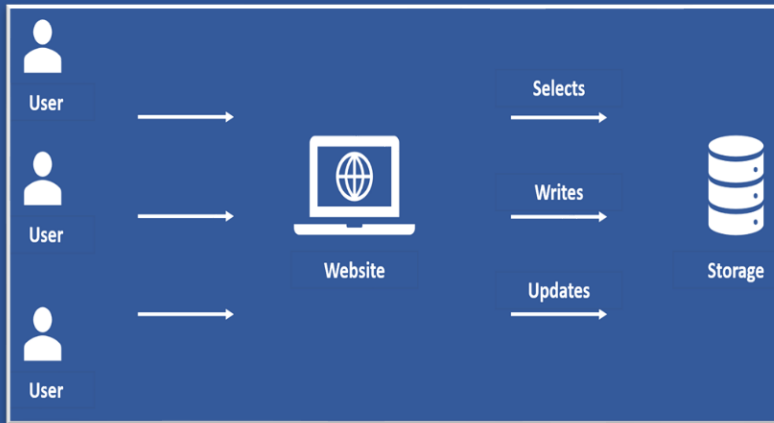 User
User
User
Website
Selects
Writes
Updates
Storage